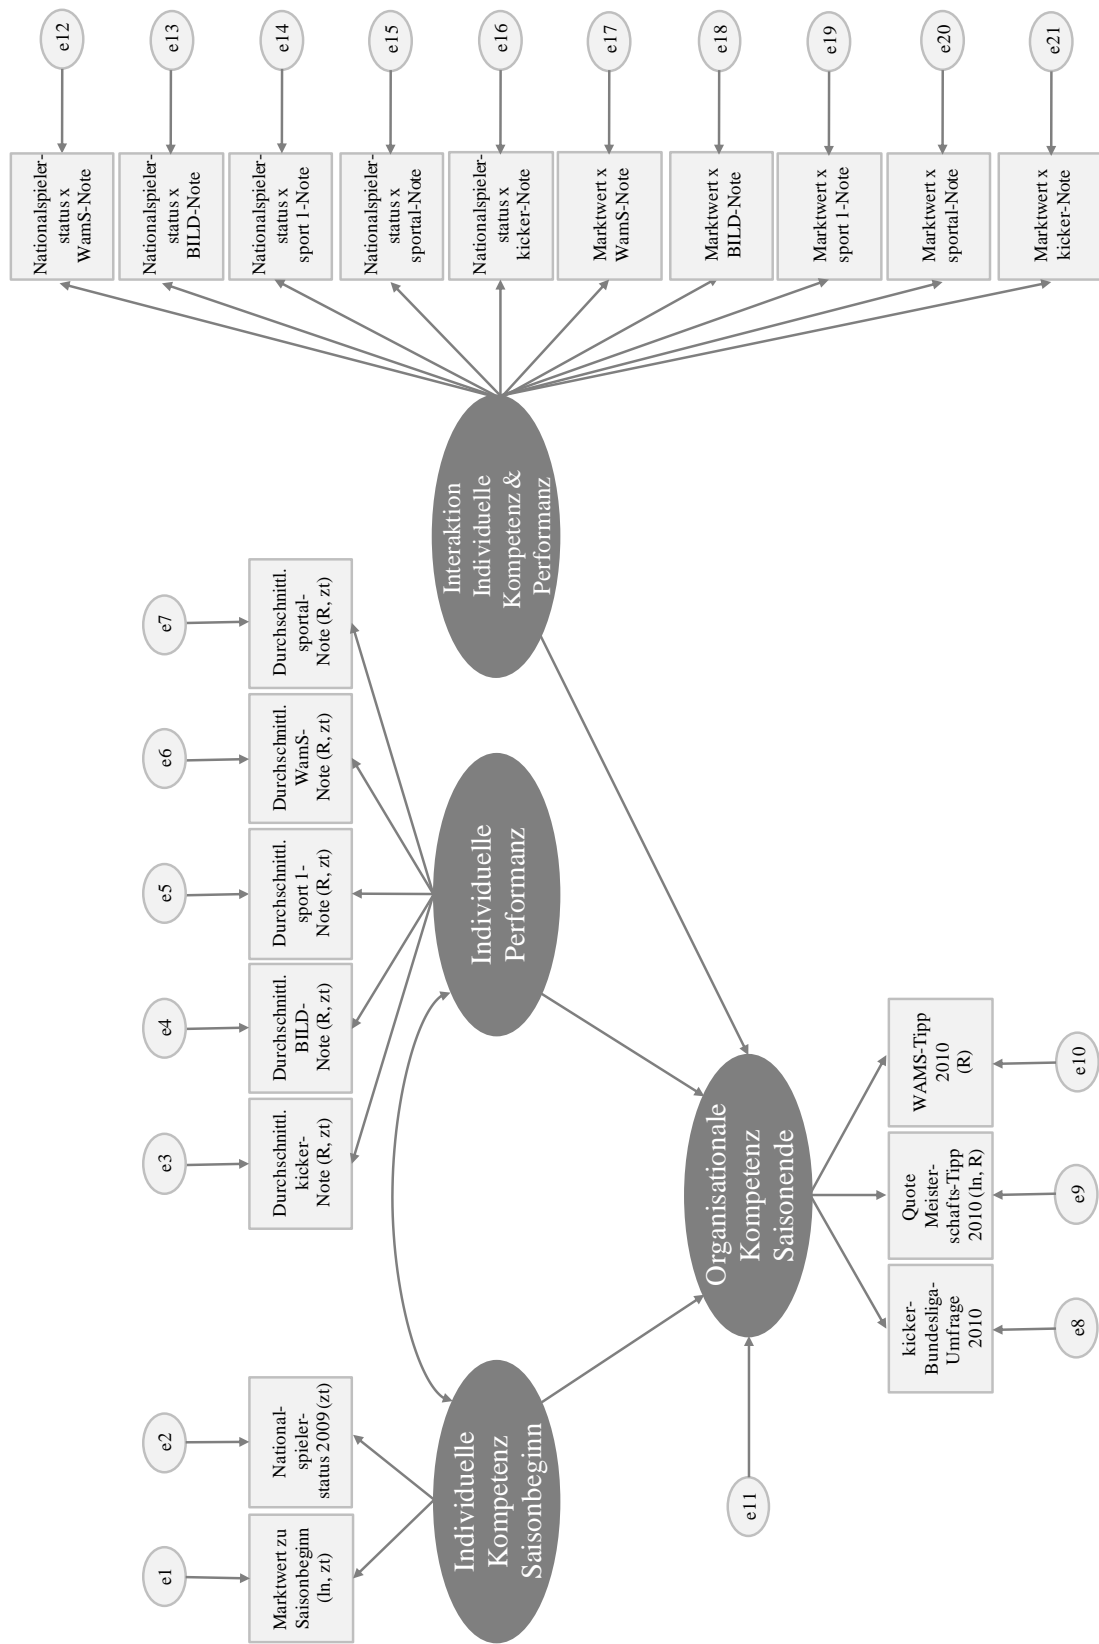 e1
e2
e3
e4
e5
e6
e7
Marktwert zu
Saisonbeginn
(ln, zt)
National-
spieler-
status 2009 (zt)
Durchschnittl.
kicker-
Note (R, zt)
Durchschnittl.
BILD-
Note (R, zt)
Durchschnittl.
sport 1-
Note (R, zt)
Durchschnittl.
WamS-
Note (R, zt)
Durchschnittl.
sportal-
Note (R, zt)
Individuelle
Kompetenz
Saisonbeginn
Individuelle
Performanz
Interaktion
Individuelle
Kompetenz &
Performanz
e11
Organisationale
Kompetenz
Saisonende
kicker-
Bundesliga-
Umfrage
2010
Quote
Meister-
schafts-Tipp
2010 (ln, R)
WAMS-Tipp
2010
(R)
e8
e9
e10
Nationalspieler-
status x
WamS-Note
e12
Nationalspieler-
status x
BILD-Note
e13
Nationalspieler-
status x
sport 1-Note
e14
Nationalspieler-
status x
sportal-Note
e15
Nationalspieler-
status x
kicker-Note
e16
Marktwert x
WamS-Note
e17
Marktwert x
BILD-Note
e18
Marktwert x
sport 1-Note
e19
Marktwert x
sportal-Note
e20
Marktwert x
kicker-Note
e21